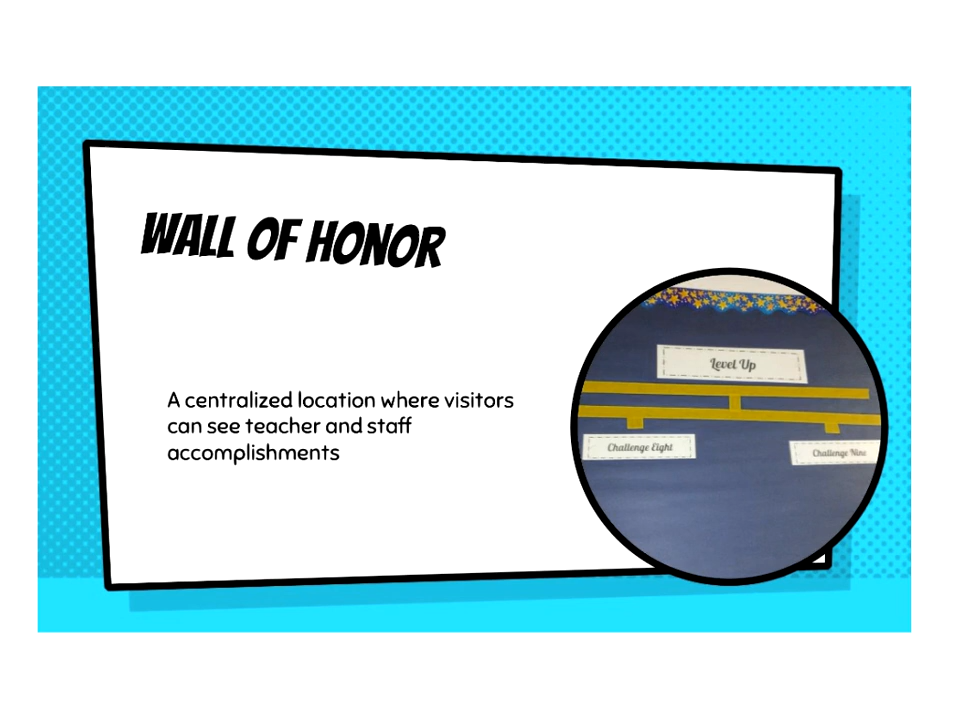 WALL OF HONOR
A centralized location where visitors
can see teacher and staff
accomplishments
Level Up
Challenge Eight
Challenge Nine